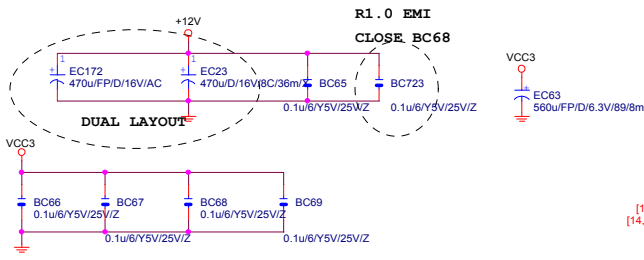 R1.0 EMI
+12V
CLOSE BC68
1
1
VCC3
+
EC172
+
EC23
BC65
BC723
+
EC63
470u/FP/D/16V/AC
470u/D/16V/8C/36m/
560u/FP/D/6.3V/89/8m
0.1u/6/Y5V/25V/Z
0.1u/6/Y5V/25V/Z
DUAL LAYOUT
VCC3
BC66
BC67
BC68
BC69
0.1u/6/Y5V/25V/Z
0.1u/6/Y5V/25V/Z
0.1u/6/Y5V/25V/Z
0.1u/6/Y5V/25V/Z
[1
[14,